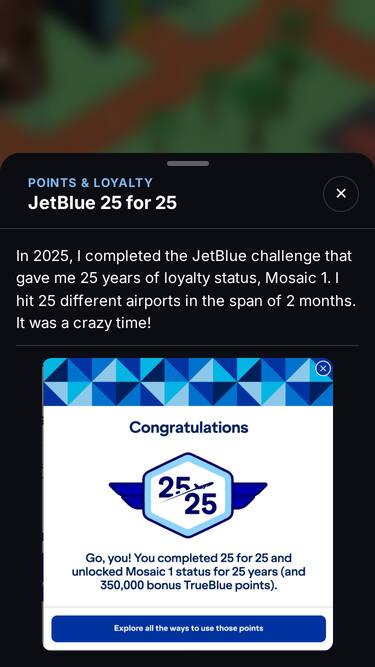 POINTS & LOYALTY
JetBlue 25 for 25
In 2025, I completed the JetBlue challenge that
gave me 25 years of loyalty status, Mosaic 1. I
hit 25 different airports in the span of 2 months.
It was a crazy time!
Congratulations
25
25
Go, you! You completed 25 for 25 and
unlocked Mosaic 1 status for 25 years (and
350,000 bonus TrueBlue points).
Explore all the ways to use those points